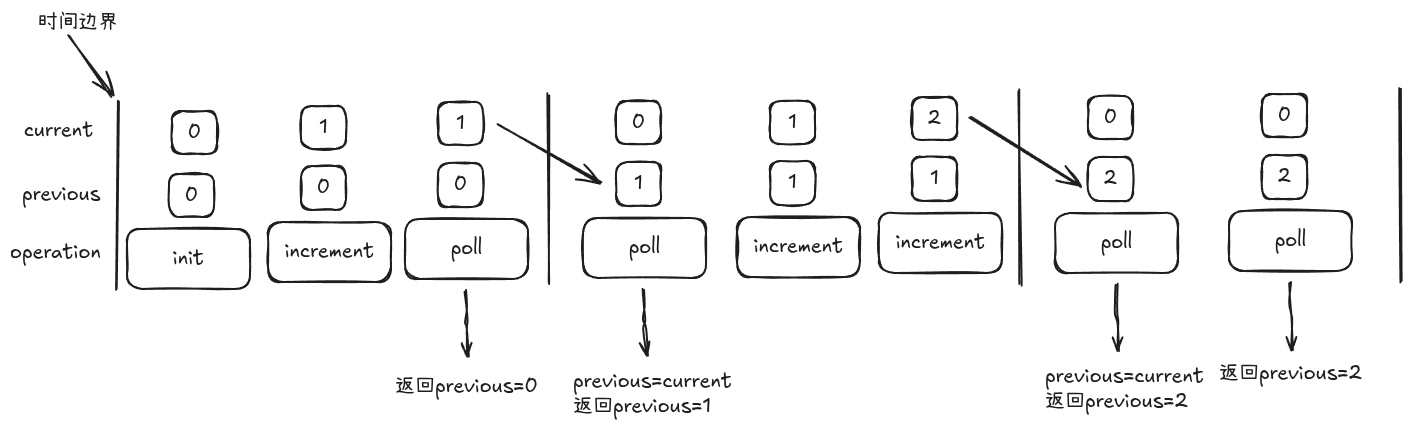 时间边界
current
0
1
1
0
1
2
0
0
previous
0
0
0
1
1
1
2
2
operation
init
increment
poll
poll
increment
increment
poll
poll
返回previous=0
previous=current
返回previous=1
previous=current
返回previous=2
返回previous=2